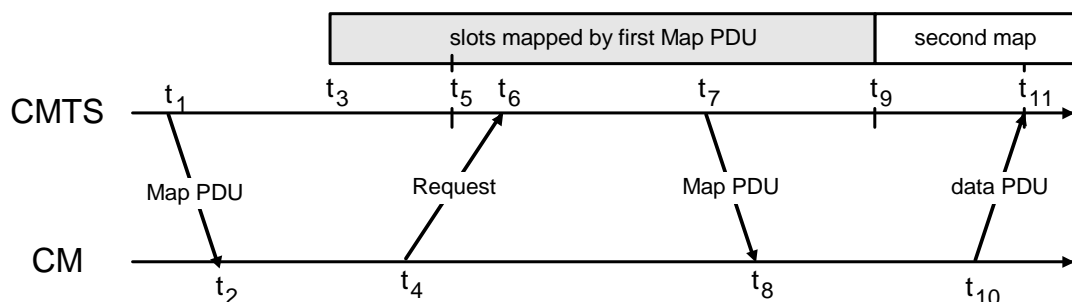 slots mapped by first Map PDU second map
t3 t5 t6 t7 t9 t11
CMTS t1
Map PDU Request Map PDU data PDU
CM
t2 t4 t8 t10